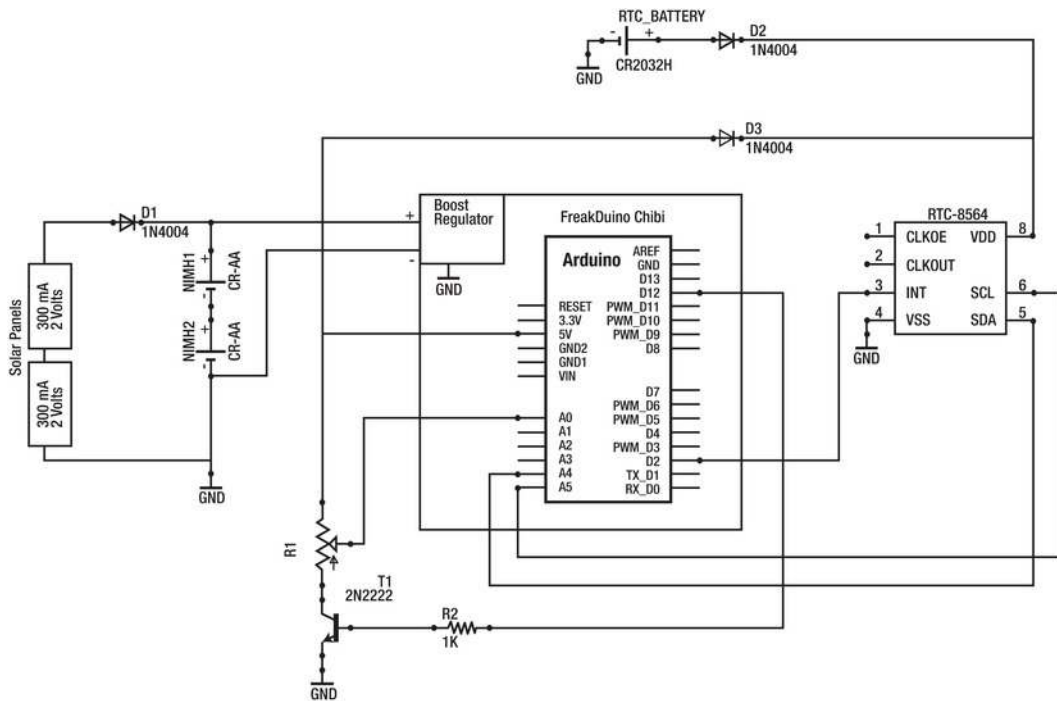 RTC_BATTERY
- +
CR2032H
GND
D2
1N4004
D3
1N4004
D1
1N4004
Solar Panels
300 mA
2 Volts
300 mA
2 Volts
NIMH1
+
-
CR-AA
NIMH2
+
-
CR-AA
GND
+
-
Boost
Regulator
GND
FreakDuino Chibi
Arduino
RESET
3.3V
5V
GND2
GND1
VIN
A0
A1
A2
A3
A4
A5
AREF
GND
D13
D12
PWM_D11
PWM_D10
PWM_D9
D8
D7
PWM_D6
PWM_D5
D4
PWM_D3
D2
TX_D1
RX_D0
RTC-8564
1 CLKOE VDD 8
2 CLKOUT
3 INT SCL 6
4 VSS SDA 5
GND
R1
T1
2N2222
R2
1K
GND